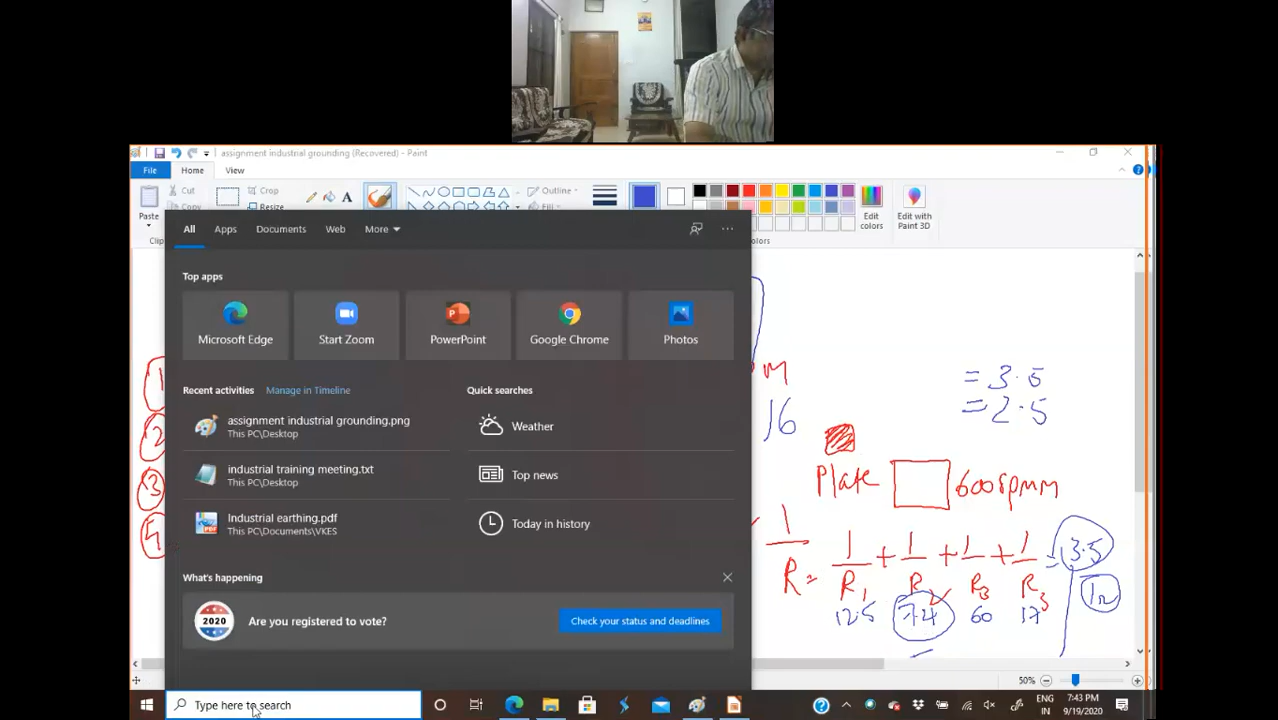 assignment industrial grounding (Recovered) - Paint
File Home View
Paste
Cut
Crop
Resize
Outline
Edit colors
Edit with Paint 3D
All Apps Documents Web More
Top apps
Microsoft Edge Start Zoom PowerPoint Google Chrome Photos
Recent activities Manage in Timeline
assignment industrial grounding.png
This PC\Desktop
industrial training meeting.txt
This PC\Desktop
Industrial earthing.pdf
This PC\Documents\VKES
Quick searches
Weather
Top news
Today in history
What's happening
2020 Are you registered to vote? Check your status and deadlines
1
2
3
4
m
16
= 3.5
= 2.5
Plate 600 sqmm
1/R = 1/R1 + 1/R2 + 1/R3 + 1/R3 = 3.5
12.5 7.4 60 17
50%
Type here to search
ENG
IN
7:43 PM
9/19/2020